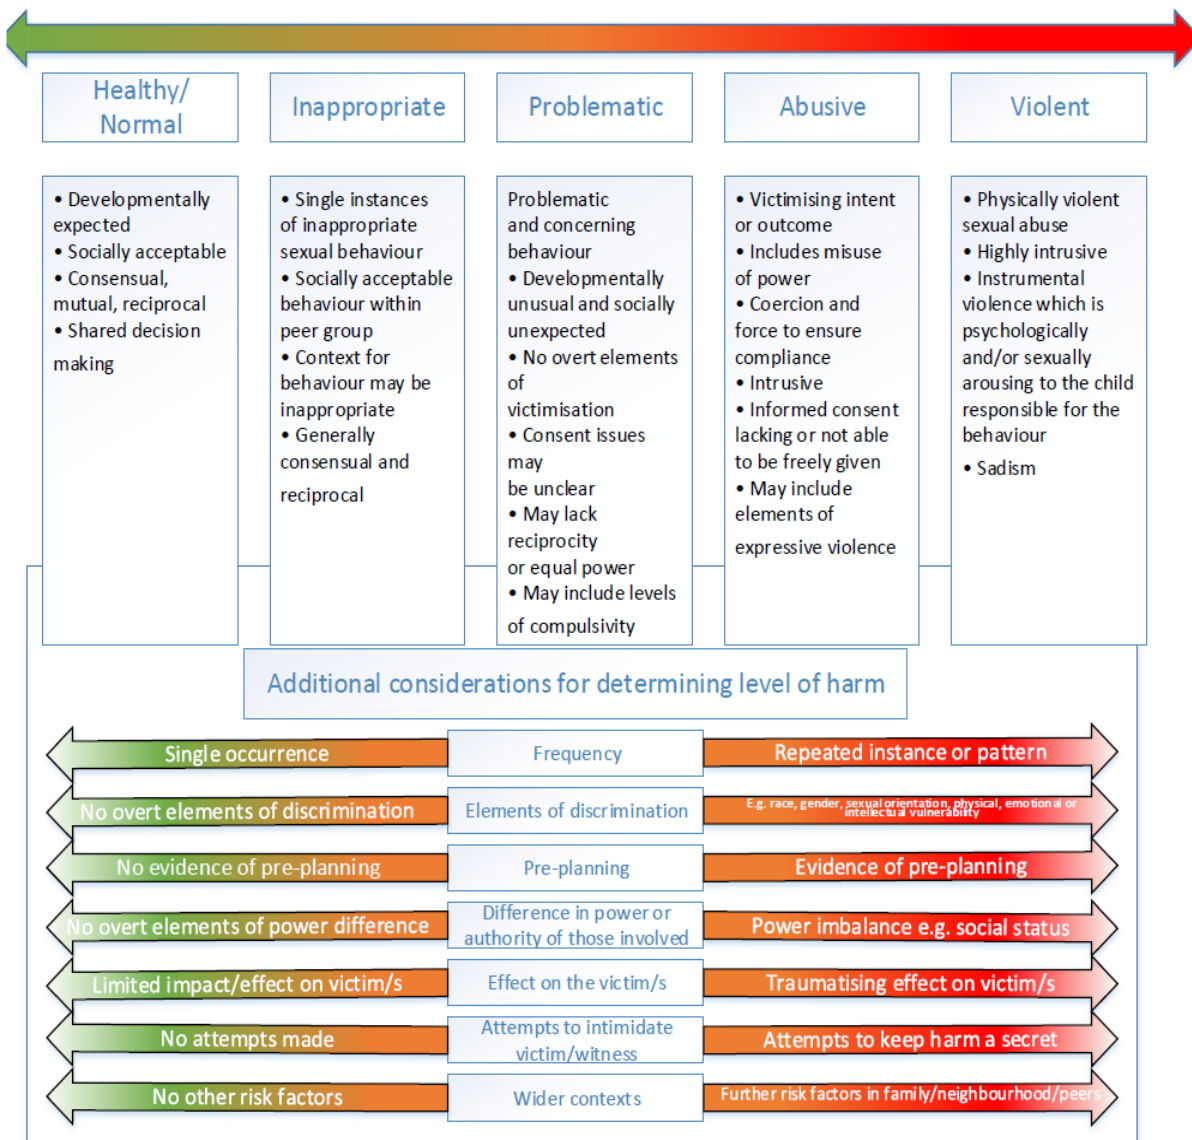 Healthy/
Normal
Inappropriate
Problematic
Abusive
Violent
• Developmentally
expected
• Socially acceptable
• Consensual,
mutual, reciprocal
• Shared decision
making
• Single instances
of inappropriate
sexual behaviour
• Socially acceptable
behaviour within
peer group
• Context for
behaviour may be
inappropriate
• Generally
consensual and
reciprocal
Problematic
and concerning
behaviour
• Developmentally
unusual and socially
unexpected
• No overt elements
of
victimisation
• Consent issues
may
be unclear
• May lack
reciprocity
or equal power
• May include levels
of compulsivity
• Victimising intent
or outcome
• Includes misuse
of power
• Coercion and
force to ensure
compliance
• Intrusive
• Informed consent
lacking or not able
to be freely given
• May include
elements of
expressive violence
• Physically violent
sexual abuse
• Highly intrusive
• Instrumental
violence which is
psychologically
and/or sexually
arousing to the child
responsible for the
behaviour
• Sadism
Additional considerations for determining level of harm
Single occurrence
Frequency
Repeated instance or pattern
No overt elements of discrimination
Elements of discrimination
E.g. race, gender, sexual orientation, physical, emotional or
intellectual vulnerability
No evidence of pre-planning
Pre-planning
Evidence of pre-planning
No overt elements of power difference
Difference in power or
authority of those involved
Power imbalance e.g. social status
Limited impact/effect on victim/s
Effect on the victim/s
Traumatising effect on victim/s
No attempts made
Attempts to intimidate
victim/witness
Attempts to keep harm a secret
No other risk factors
Wider contexts
Further risk factors in family/neighbourhood/peers